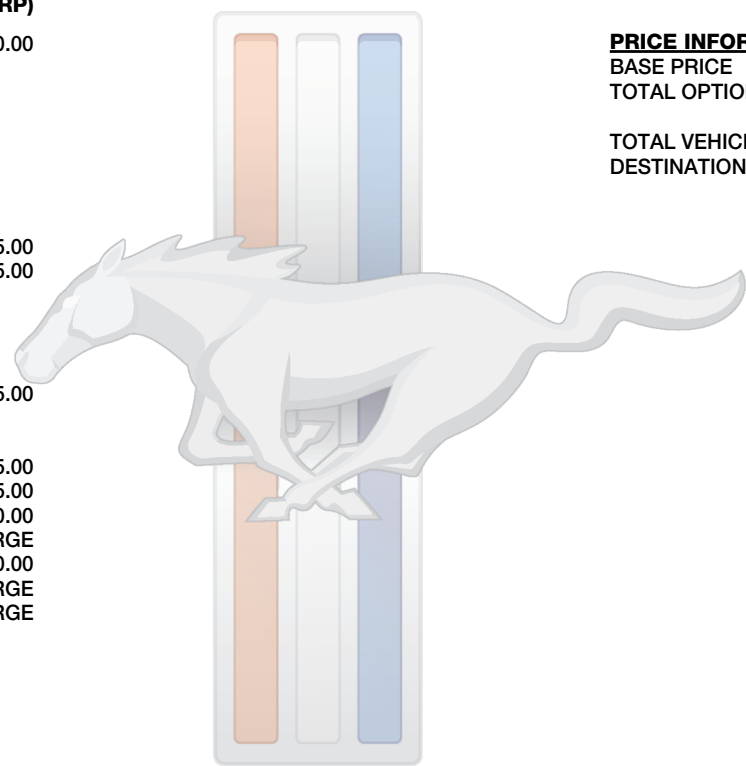 RP)
0.00
5.00
5.00
5.00
5.00
5.00
0.00
RGE
0.00
RGE
RGE
PRICE INFOR
BASE PRICE
TOTAL OPTIO
TOTAL VEHIC
DESTINATION